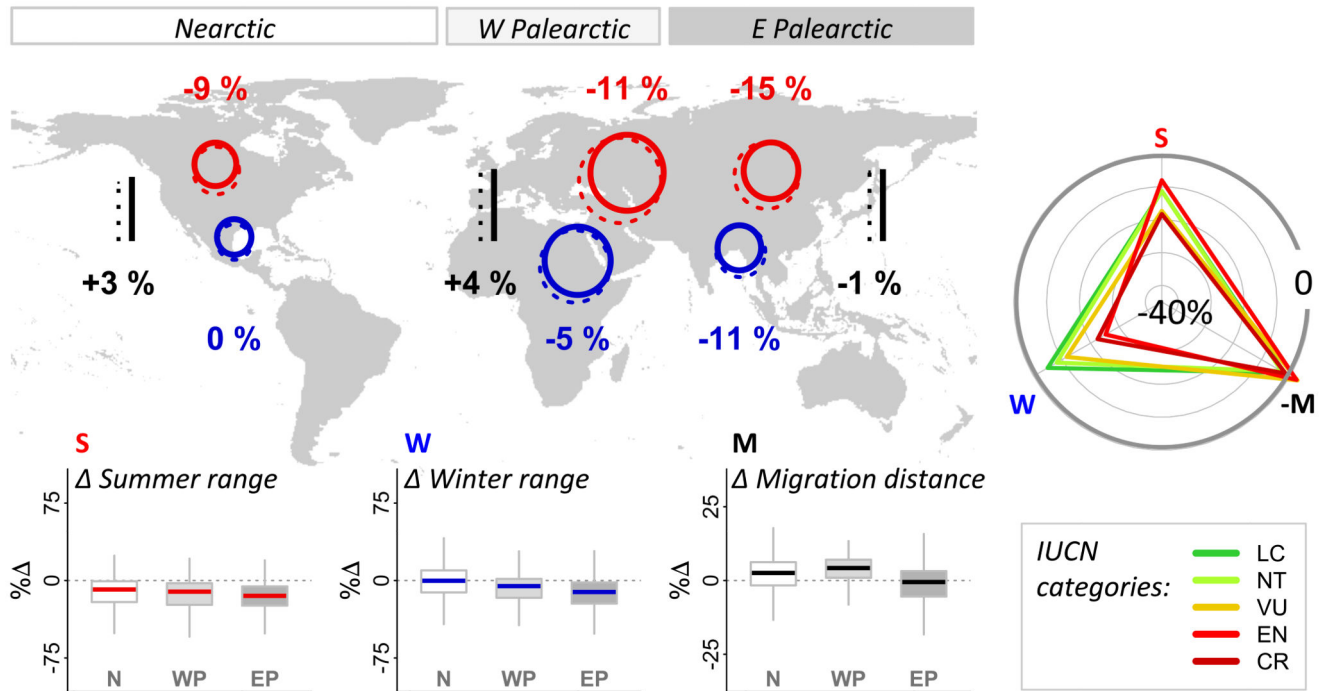 Nearctic
W Palearctic
E Palearctic
-9 %
-11 %
-15 %
+3 %
+4 %
-1 %
0 %
-5 %
-11 %
S
0
-40%
W
-M
S
Δ Summer range
%Δ
75
0
-75
N WP EP
W
Δ Winter range
%Δ
75
0
-75
N WP EP
M
Δ Migration distance
%Δ
25
0
-25
N WP EP
IUCN
categories:
LC
NT
VU
EN
CR